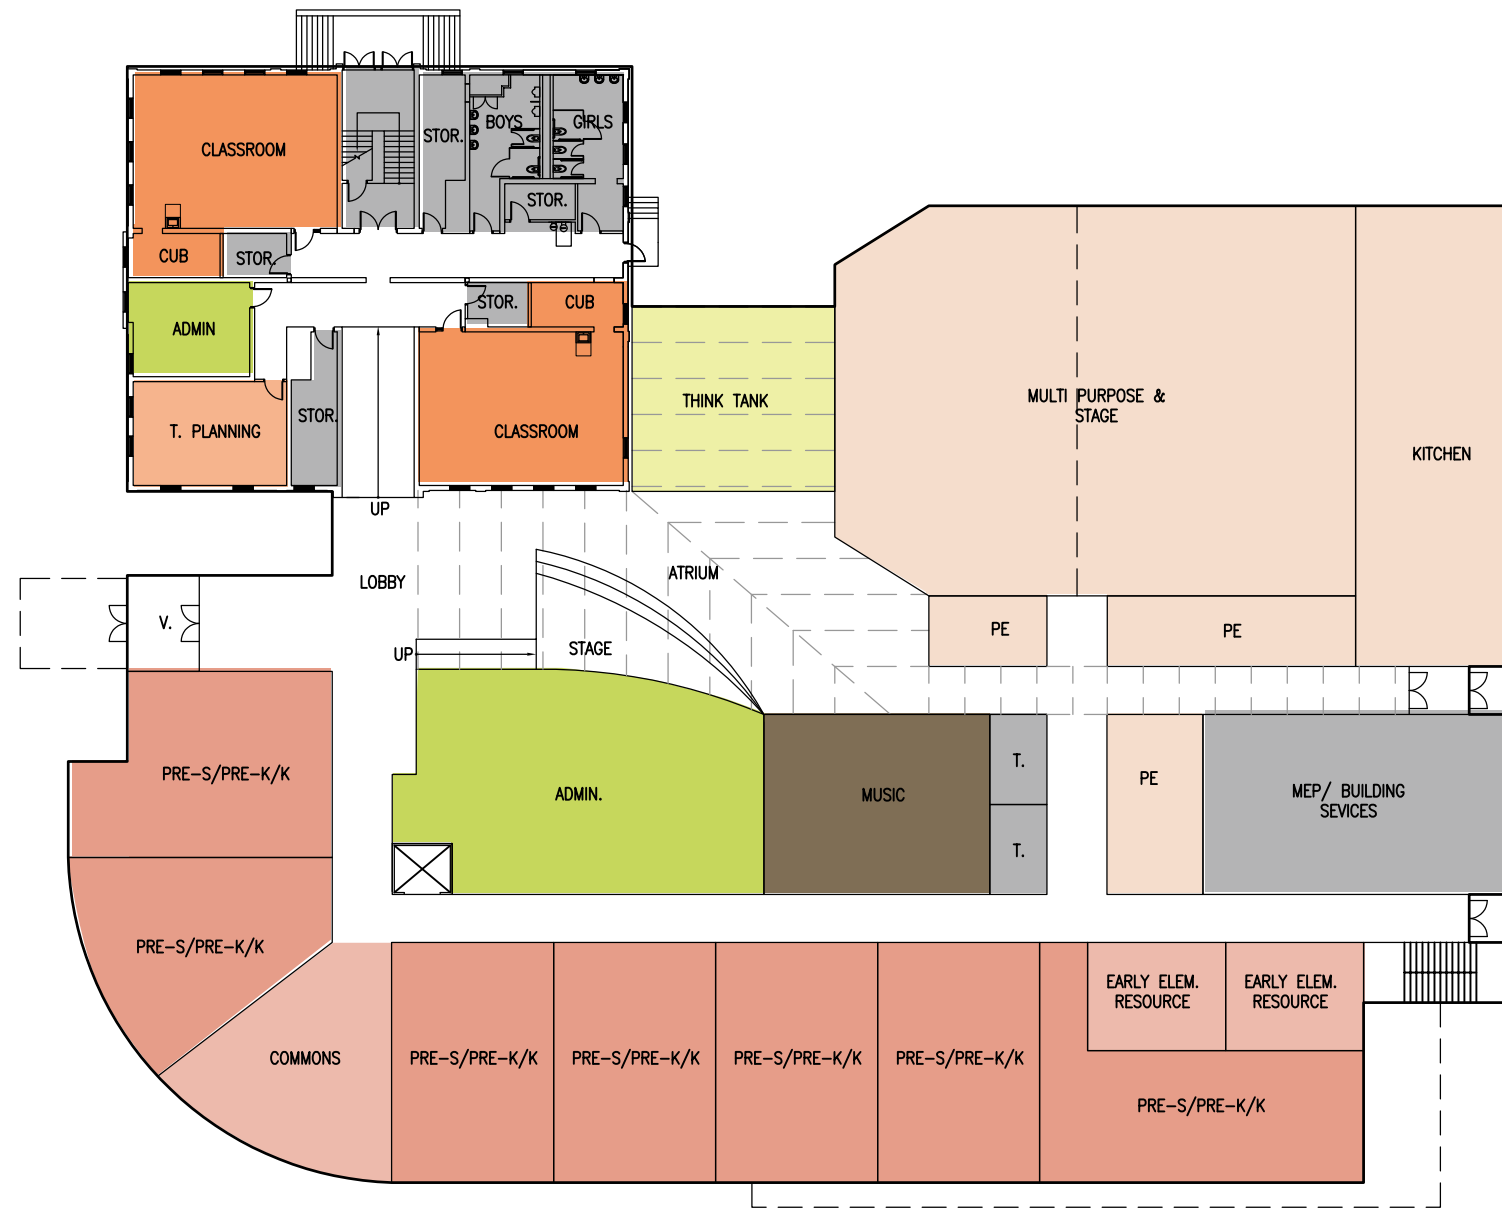 CLASSROOM
STOR.
BOYS
GIRLS
STOR.
CUB
STOR.
STOR.
CUB
ADMIN
T. PLANNING
STOR.
CLASSROOM
THINK TANK
MULTI PURPOSE &
STAGE
KITCHEN
UP
LOBBY
ATRIUM
V.
UP
STAGE
PE
PE
PRE-S/PRE-K/K
ADMIN.
MUSIC
T.
T.
PE
MEP/ BUILDING
SEVICES
PRE-S/PRE-K/K
COMMONS
PRE-S/PRE-K/K
PRE-S/PRE-K/K
PRE-S/PRE-K/K
PRE-S/PRE-K/K
EARLY ELEM.
RESOURCE
EARLY ELEM.
RESOURCE
PRE-S/PRE-K/K